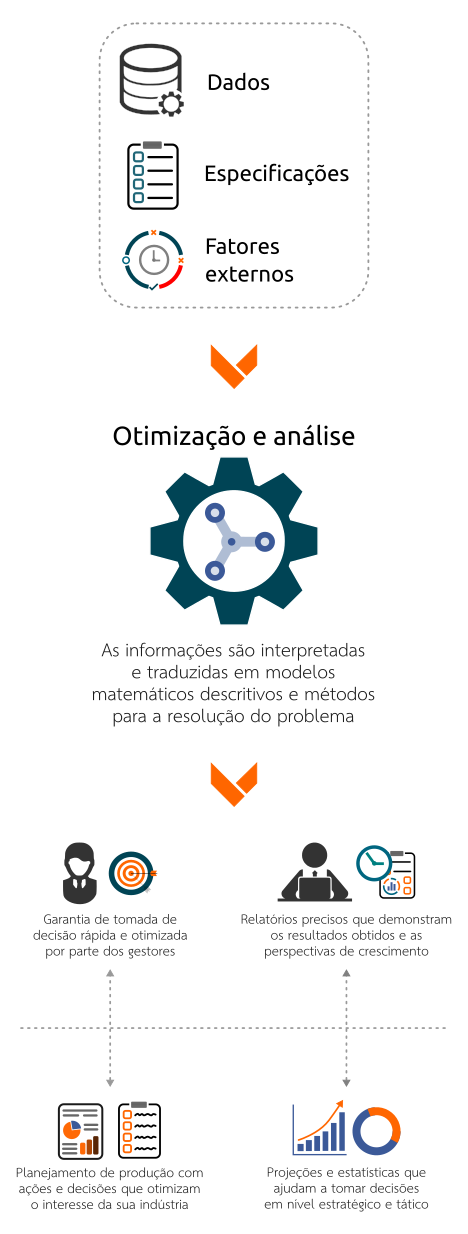 Dados
Especificações
Fatores
externos
Otimização e análise
As informações são interpretadas
e traduzidas em modelos
matemáticos descritivos e métodos
para a resolução do problema
Garantia de tomada de
decisão rápida e otimizada
por parte dos gestores
Relatórios precisos que demonstram
os resultados obtidos e as
perspectivas de crescimento
Planejamento de produção com
ações e decisões que otimizam
o interesse da sua indústria
Projeções e estatisticas que
ajudam a tomar decisões
em nível estratégico e tático